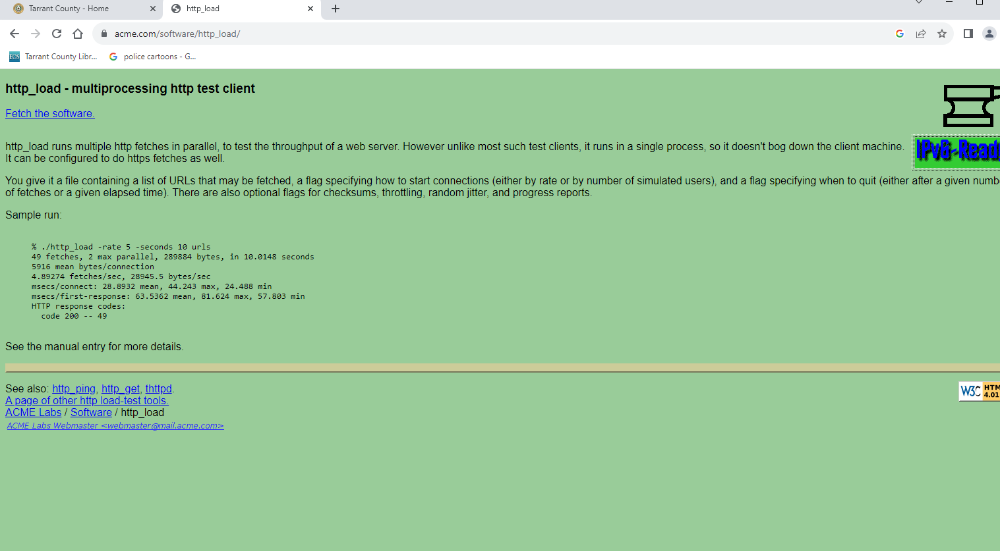 Tarrant County - Home
http_load
acme.com/software/http_load/
EOS Tarrant County Libr...
police cartoons - G...
http_load - multiprocessing http test client
Fetch the software.
http_load runs multiple http fetches in parallel, to test the throughput of a web server. However unlike most such test clients, it runs in a single process, so it doesn't bog down the client machine.
IPv6-Ready
It can be configured to do https fetches as well.
You give it a file containing a list of URLs that may be fetched, a flag specifying how to start connections (either by rate or by number of simulated users), and a flag specifying when to quit (either after a given numb
of fetches or a given elapsed time). There are also optional flags for checksums, throttling, random jitter, and progress reports.
Sample run:
% ./http_load -rate 5 -seconds 10 urls
49 fetches, 2 max parallel, 289884 bytes, in 10.0148 seconds
5916 mean bytes/connection
4.89274 fetches/sec, 28945.5 bytes/sec
msecs/connect: 28.8932 mean, 44.243 max, 24.488 min
msecs/first-response: 63.5362 mean, 81.624 max, 57.803 min
HTTP response codes:
code 200 -- 49
See the manual entry for more details.
See also: http_ping, http_get, thttpd.
W3C HTM
4.01
A page of other http load-test tools.
ACME Labs / Software / http_load
ACME Labs Webmaster <webmaster@mail.acme.com>